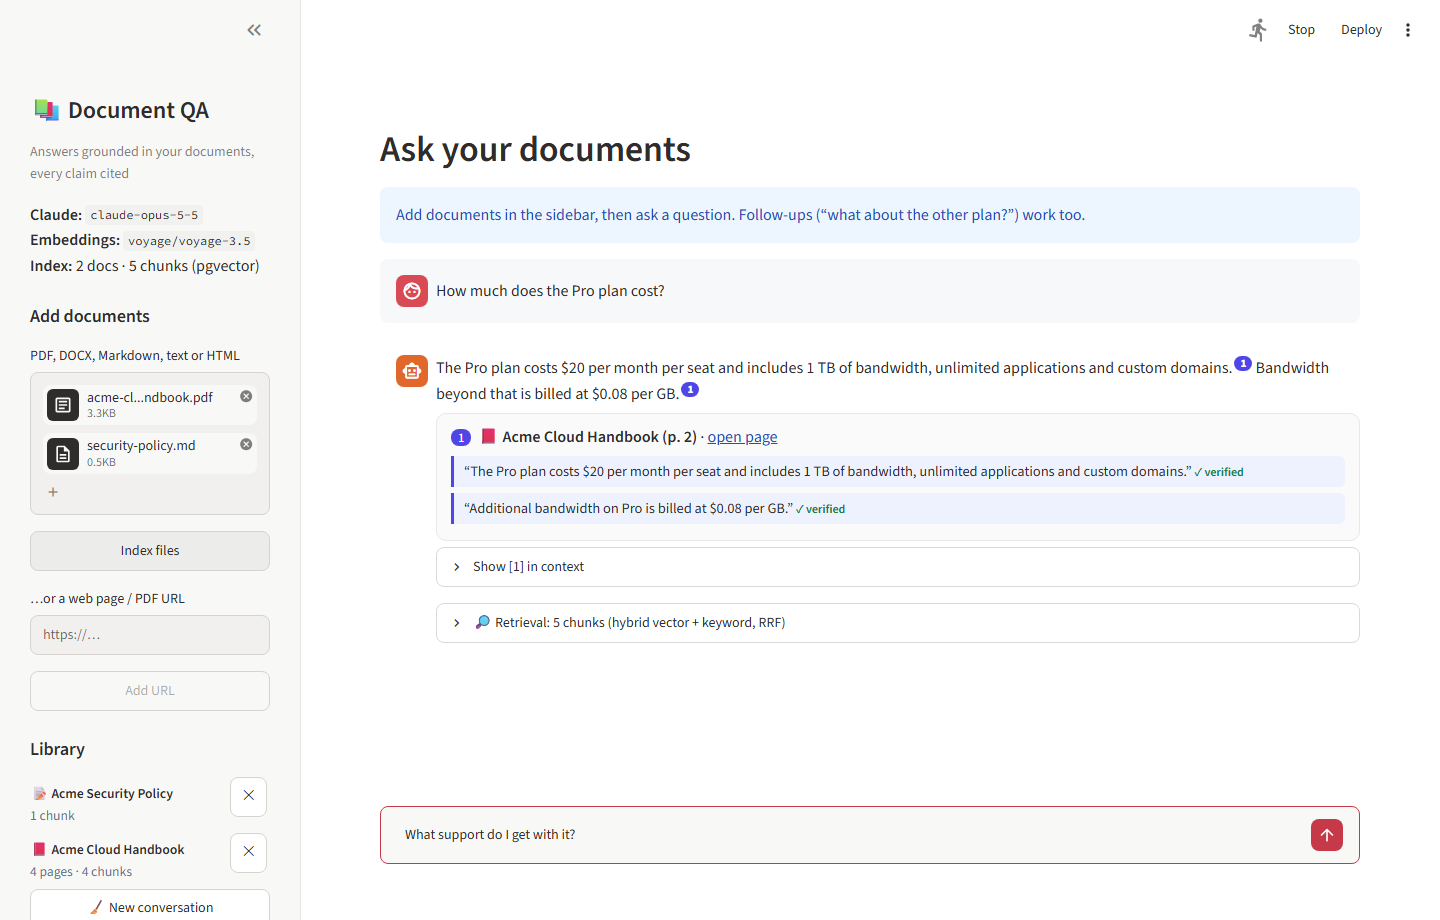 Stop
Deploy
Document QA
Answers grounded in your documents,
every claim cited
Claude: claude-opus-5-5
Embeddings: voyage/voyage-3.5
Index: 2 docs · 5 chunks (pgvector)
Add documents
PDF, DOCX, Markdown, text or HTML
acme-cl...ndbook.pdf
3.3KB
security-policy.md
0.5KB
Index files
…or a web page / PDF URL
https://…
Add URL
Library
Acme Security Policy
1 chunk
Acme Cloud Handbook
4 pages · 4 chunks
New conversation
Ask your documents
Add documents in the sidebar, then ask a question. Follow-ups (“what about the other plan?”) work too.
How much does the Pro plan cost?
The Pro plan costs $20 per month per seat and includes 1 TB of bandwidth, unlimited applications and custom domains. 1 Bandwidth
beyond that is billed at $0.08 per GB. 1
1 Acme Cloud Handbook (p. 2) · open page
“The Pro plan costs $20 per month per seat and includes 1 TB of bandwidth, unlimited applications and custom domains.” ✓ verified
“Additional bandwidth on Pro is billed at $0.08 per GB.” ✓ verified
Show [1] in context
Retrieval: 5 chunks (hybrid vector + keyword, RRF)
What support do I get with it?